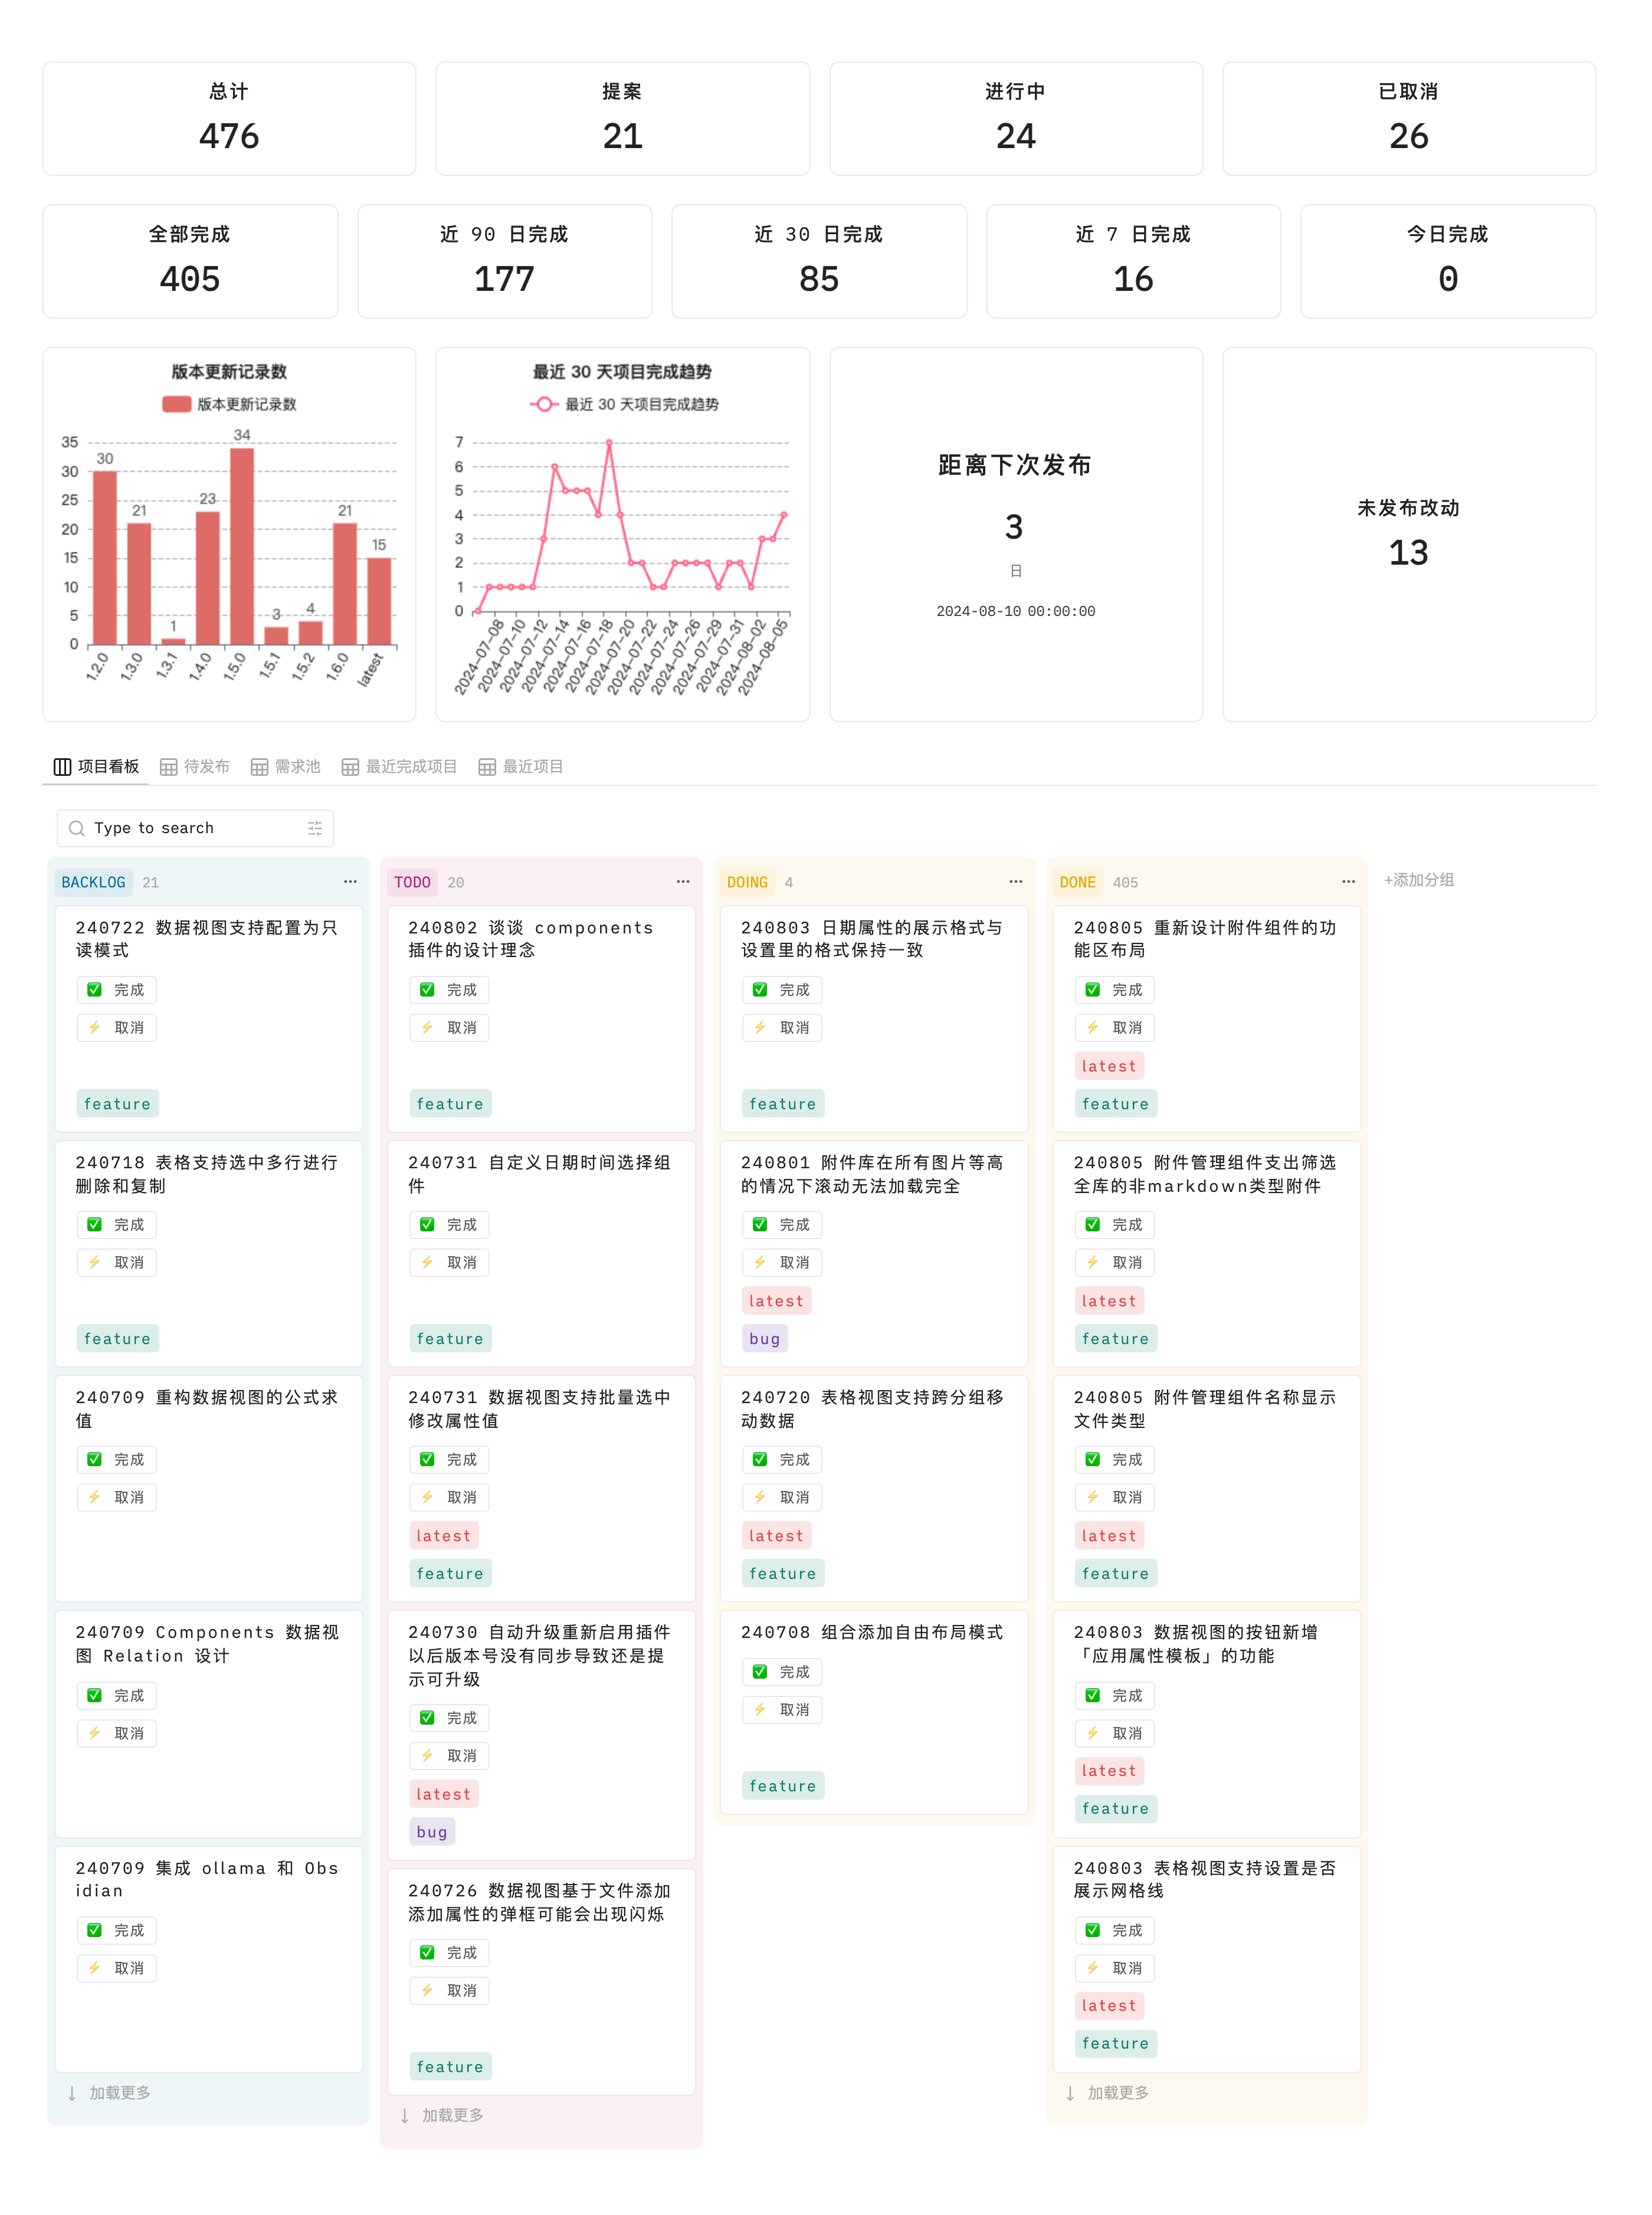 总计
476
提案
21
进行中
24
已取消
26
全部完成
405
近 90 日完成
177
近 30 日完成
85
近 7 日完成
16
今日完成
0
版本更新记录数
版本更新记录数
35
30
25
20
15
10
5
0
30
21
1
23
34
3
4
21
15
1.2.0
1.3.0
1.3.1
1.4.0
1.5.0
1.5.1
1.5.2
1.6.0
latest
最近 30 天项目完成趋势
最近 30 天项目完成趋势
7
6
5
4
3
2
1
0
2024-07-08
2024-07-10
2024-07-12
2024-07-14
2024-07-16
2024-07-18
2024-07-20
2024-07-22
2024-07-24
2024-07-26
2024-07-29
2024-07-31
2024-08-02
2024-08-05
距离下次发布
3
日
2024-08-10 00:00:00
未发布改动
13
项目看板
待发布
需求池
最近完成项目
最近项目
Type to search
BACKLOG 21 ···
240722 数据视图支持配置为只
读模式
✅ 完成
⚡ 取消
feature
240718 表格支持选中多行进行
删除和复制
✅ 完成
⚡ 取消
feature
240709 重构数据视图的公式求
值
✅ 完成
⚡ 取消
240709 Components 数据视
图 Relation 设计
✅ 完成
⚡ 取消
240709 集成 ollama 和 Obs
idian
✅ 完成
⚡ 取消
↓ 加载更多
TODO 20 ···
240802 谈谈 components
插件的设计理念
✅ 完成
⚡ 取消
feature
240731 自定义日期时间选择组
件
✅ 完成
⚡ 取消
feature
240731 数据视图支持批量选中
修改属性值
✅ 完成
⚡ 取消
latest
feature
240730 自动升级重新启用插件
以后版本号没有同步导致还是提
示可升级
✅ 完成
⚡ 取消
latest
bug
240726 数据视图基于文件添加
添加属性的弹框可能会出现闪烁
✅ 完成
⚡ 取消
feature
↓ 加载更多
DOING 4 ···
240803 日期属性的展示格式与
设置里的格式保持一致
✅ 完成
⚡ 取消
feature
240801 附件库在所有图片等高
的情况下滚动无法加载完全
✅ 完成
⚡ 取消
latest
bug
240720 表格视图支持跨分组移
动数据
✅ 完成
⚡ 取消
latest
feature
240708 组合添加自由布局模式
✅ 完成
⚡ 取消
feature
DONE 405 ···
240805 重新设计附件组件的功
能区布局
✅ 完成
⚡ 取消
latest
feature
240805 附件管理组件支出筛选
全库的非markdown类型附件
✅ 完成
⚡ 取消
latest
feature
240805 附件管理组件名称显示
文件类型
✅ 完成
⚡ 取消
latest
feature
240803 数据视图的按钮新增
「应用属性模板」的功能
✅ 完成
⚡ 取消
latest
feature
240803 表格视图支持设置是否
展示网格线
✅ 完成
⚡ 取消
latest
feature
↓ 加载更多
+添加分组